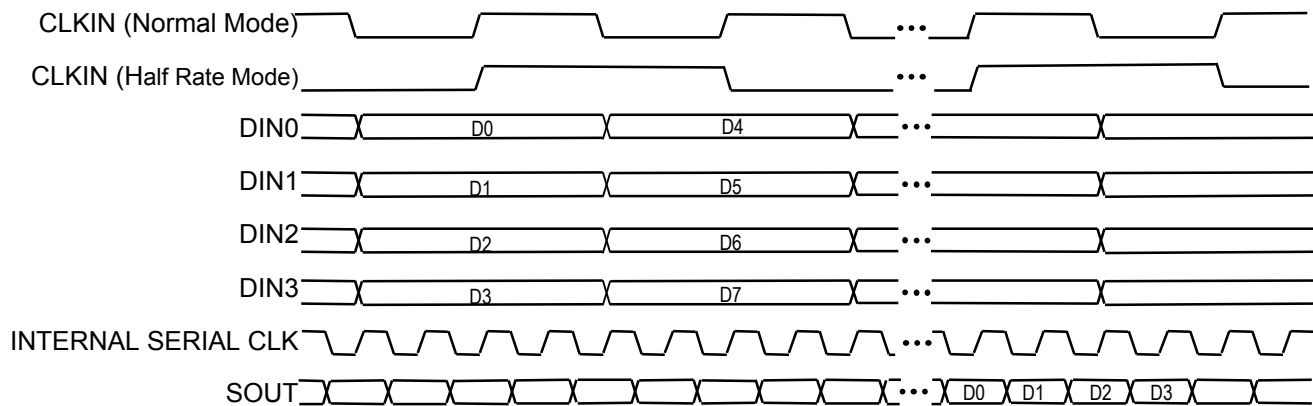 CLKIN (Normal Mode)
CLKIN (Half Rate Mode)
DIN0 D0 D4
DIN1 D1 D5
DIN2 D2 D6
DIN3 D3 D7
INTERNAL SERIAL CLK
SOUT D0 D1 D2 D3